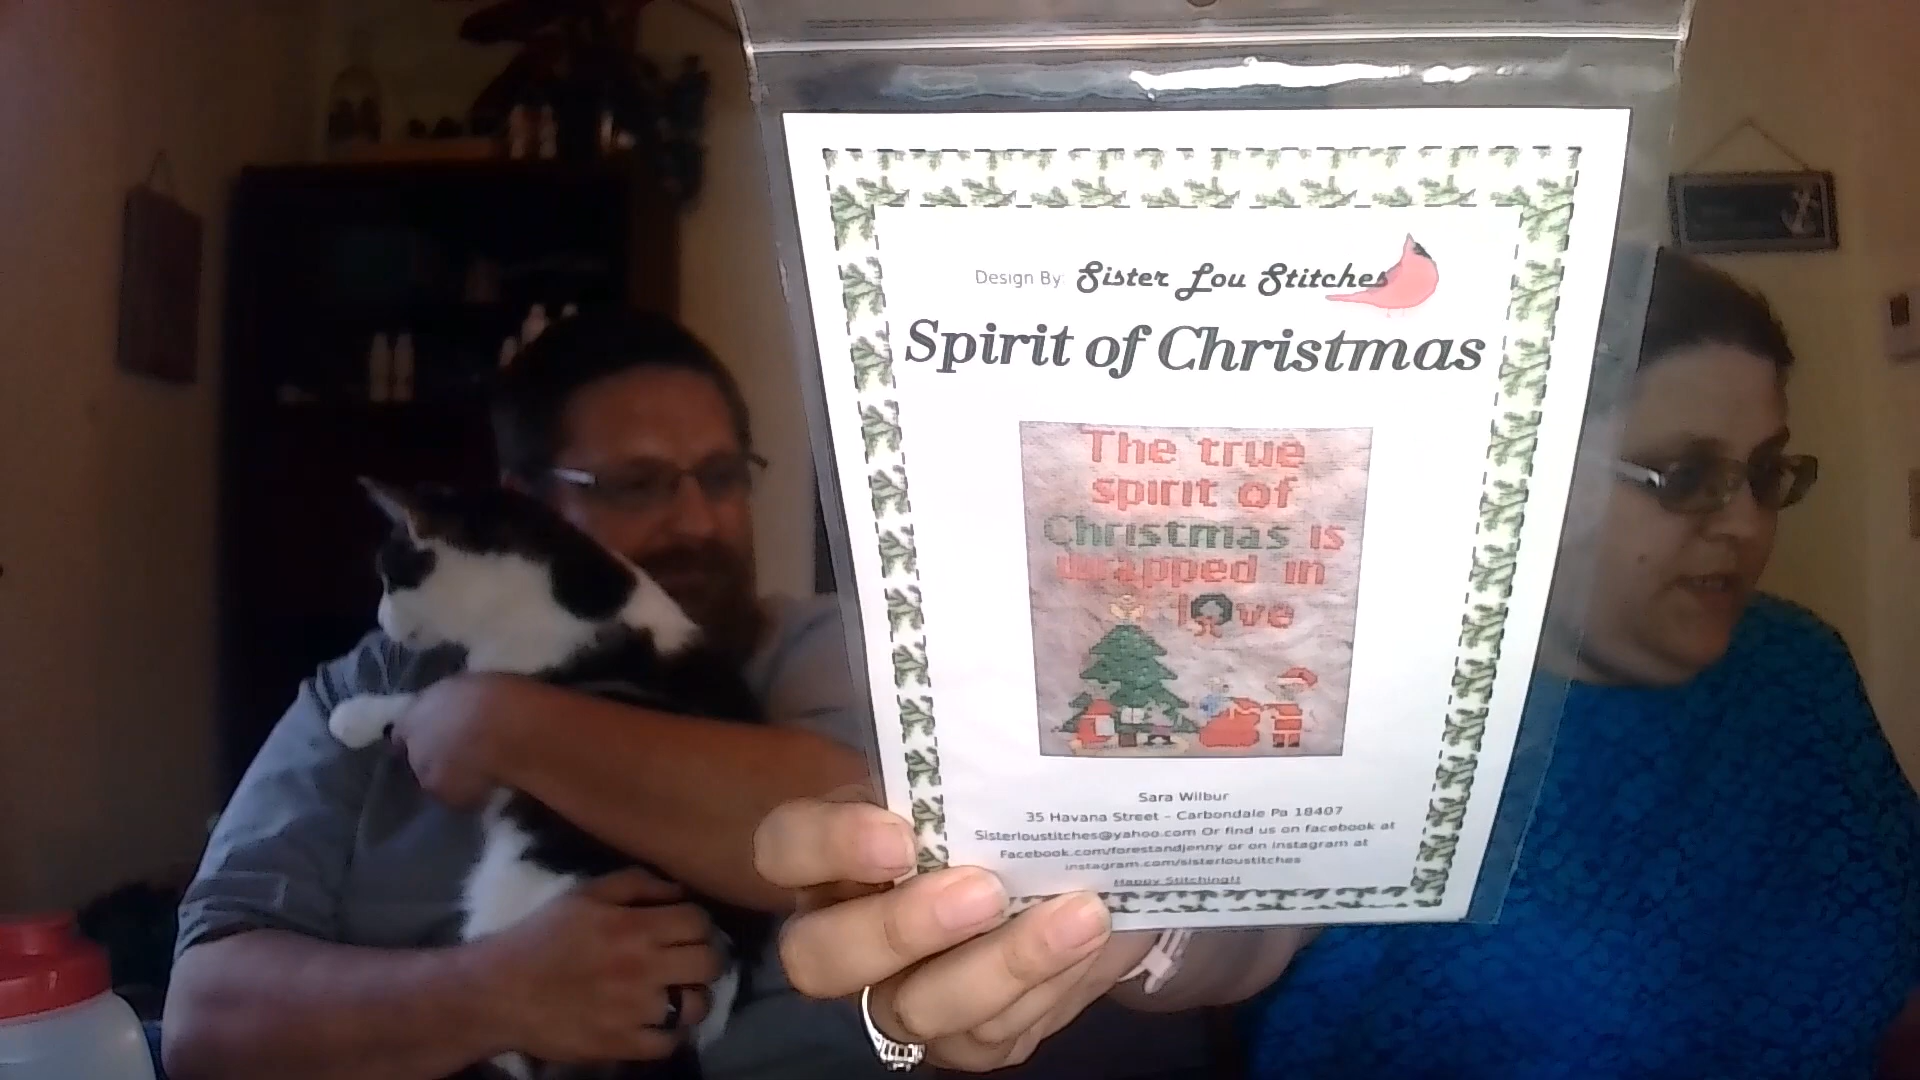 Design By: Sister Lou Stitches
Spirit of Christmas
The true
spirit of
Christmas is
wrapped in
love
Sara Wilbur
35 Havana Street - Carbondale Pa 18407
Sisterloustitches@yahoo.com Or find us on facebook at
Facebook.com/forestandjenny or on Instagram at
instagram.com/sisterloustitches
Happy Stitching!!